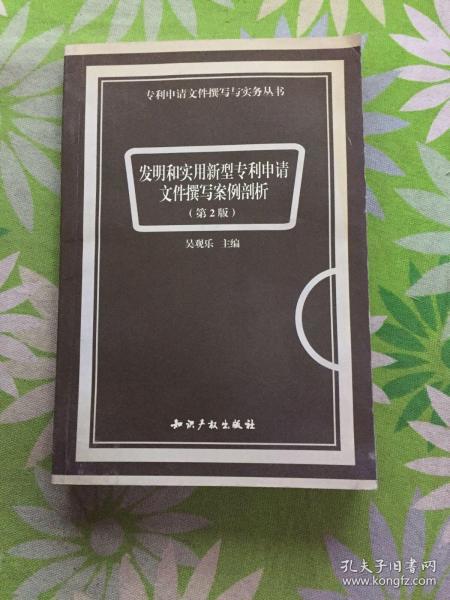 专利申请文件撰写与实务丛书
发明和实用新型专利申请
文件撰写案例剖析
(第2版)
吴观乐 主编
知识产权出版社
孔夫子旧书网
www.kongfz.com